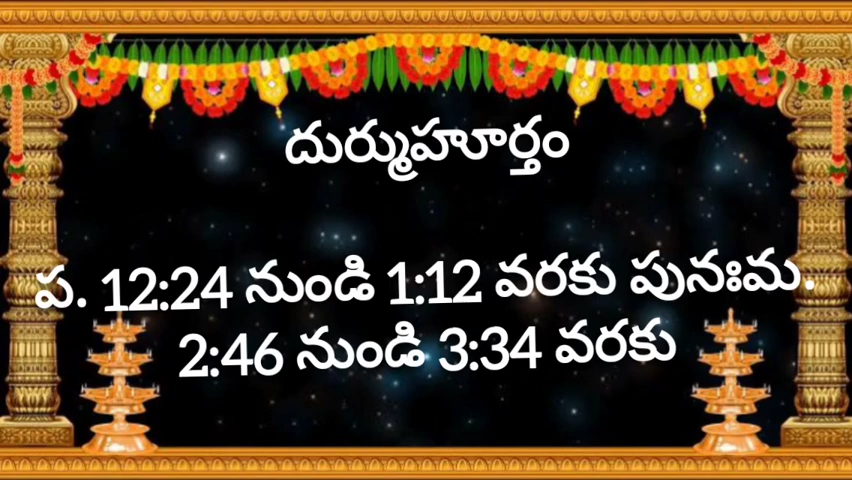 దుర్ముహూర్తం
ప. 12:24 నుండి 1:12 వరకు పునఃమ.
2:46 నుండి 3:34 వరకు